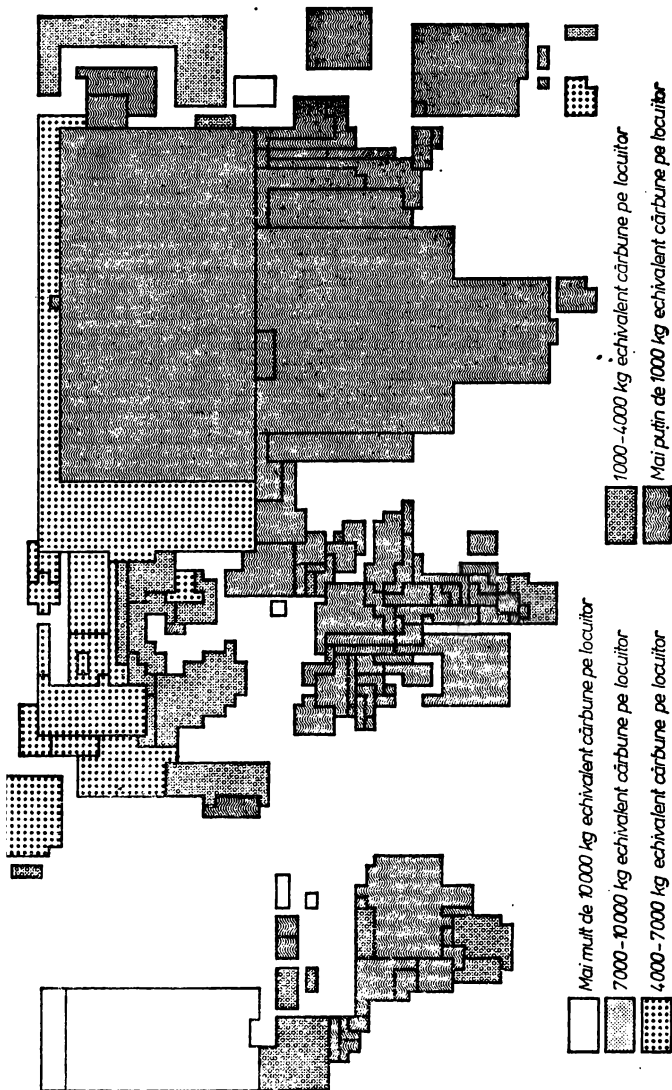 Mai mult de 10000 kg echivalent cărbune pe locuitor
7000-10000 kg echivalent cărbune pe locuitor
4000-7000 kg echivalent cărbune pe locuitor
1000-4000 kg echivalent cărbune pe locuitor
Mai puțin de 1000 kg echivalent cărbune pe locuitor